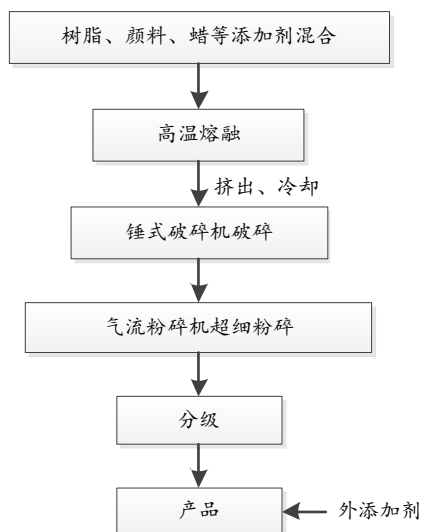 树脂、颜料、蜡等添加剂混合
高温熔融
挤出、冷却
锤式破碎机破碎
气流粉碎机超细粉碎
分级
产品
外添加剂